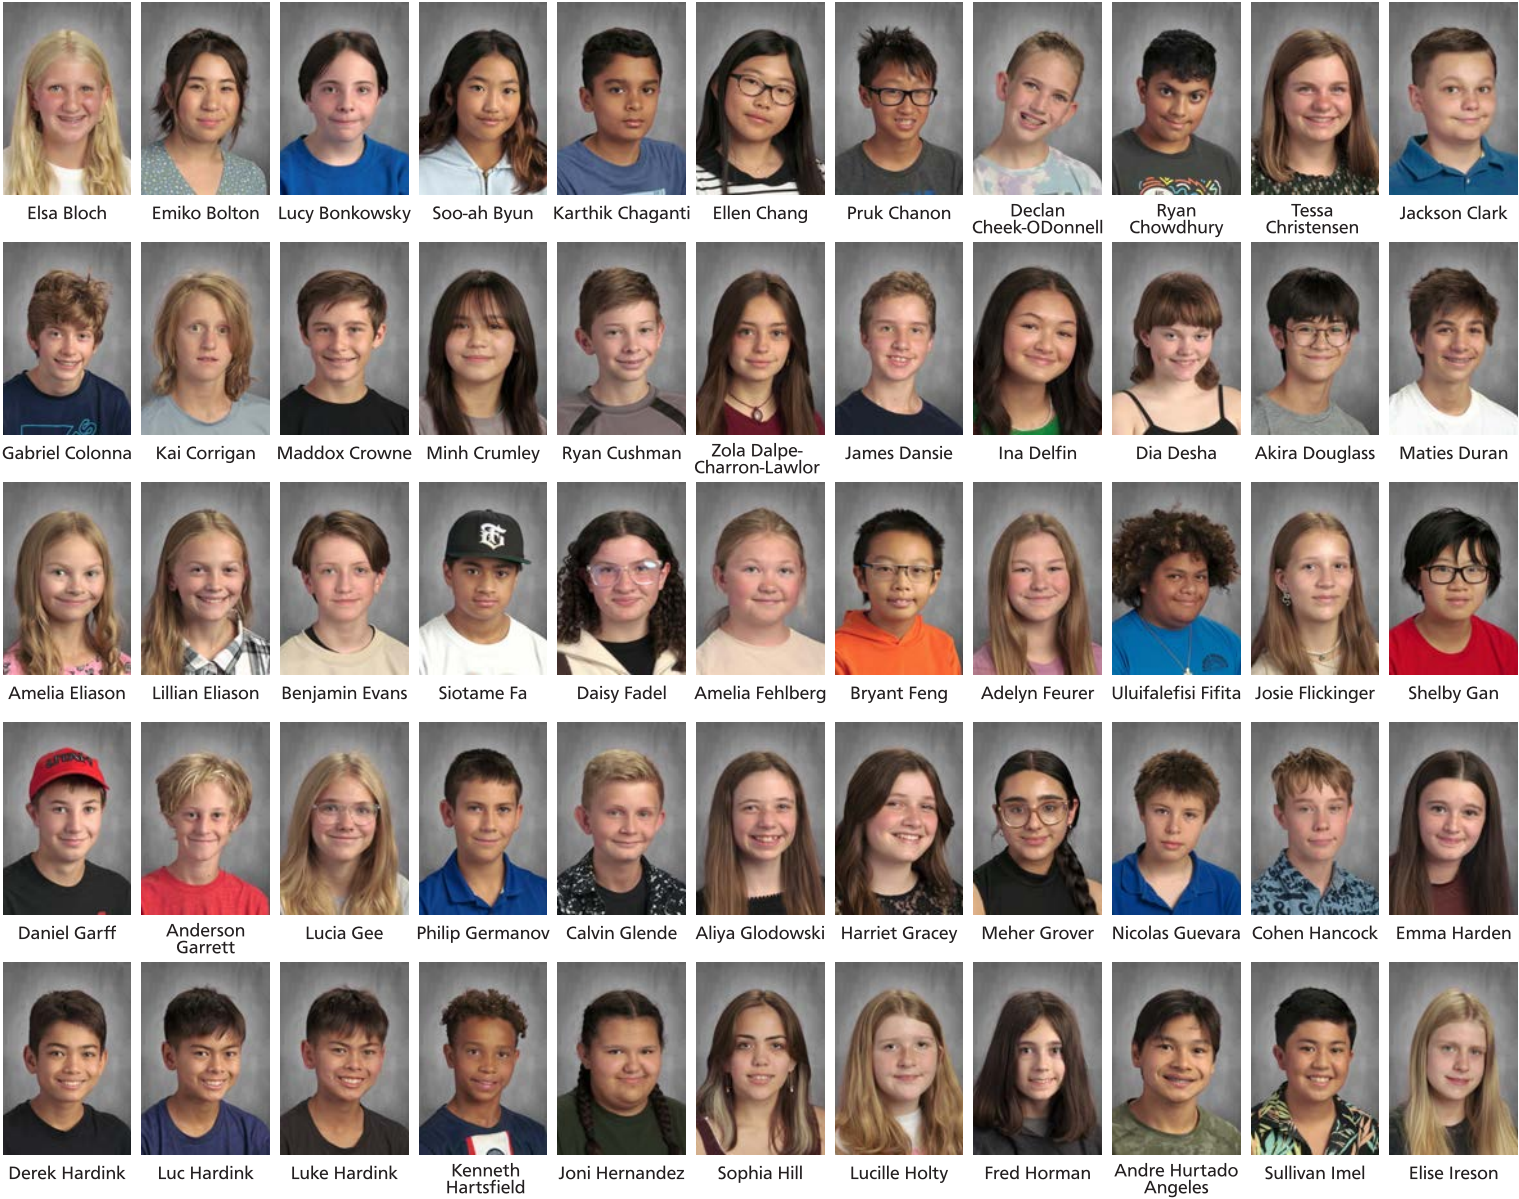 Elsa Bloch
Emiko Bolton
Lucy Bonkowsky
Soo-ah Byun
Karthik Chaganti
Ellen Chang
Pruk Chanon
Declan
Cheek-ODonnell
Ryan
Chowdhury
Tessa
Christensen
Jackson Clark
Gabriel Colonna
Kai Corrigan
Maddox Crowne
Minh Crumley
Ryan Cushman
Zola Dalpe-
Charron-Lawlor
James Dansie
Ina Delfin
Dia Desha
Akira Douglass
Maties Duran
Amelia Eliason
Lillian Eliason
Benjamin Evans
Siotame Fa
Daisy Fadel
Amelia Fehlberg
Bryant Feng
Adelyn Feurer
Uluifalefisi Fifita
Josie Flickinger
Shelby Gan
Daniel Garff
Anderson
Garrett
Lucia Gee
Philip Germanov
Calvin Glende
Aliya Glodowski
Harriet Gracey
Meher Grover
Nicolas Guevara
Cohen Hancock
Emma Harden
Derek Hardink
Luc Hardink
Luke Hardink
Kenneth
Hartsfield
Joni Hernandez
Sophia Hill
Lucille Holty
Fred Horman
Andre Hurtado
Angeles
Sullivan Imel
Elise Ireson